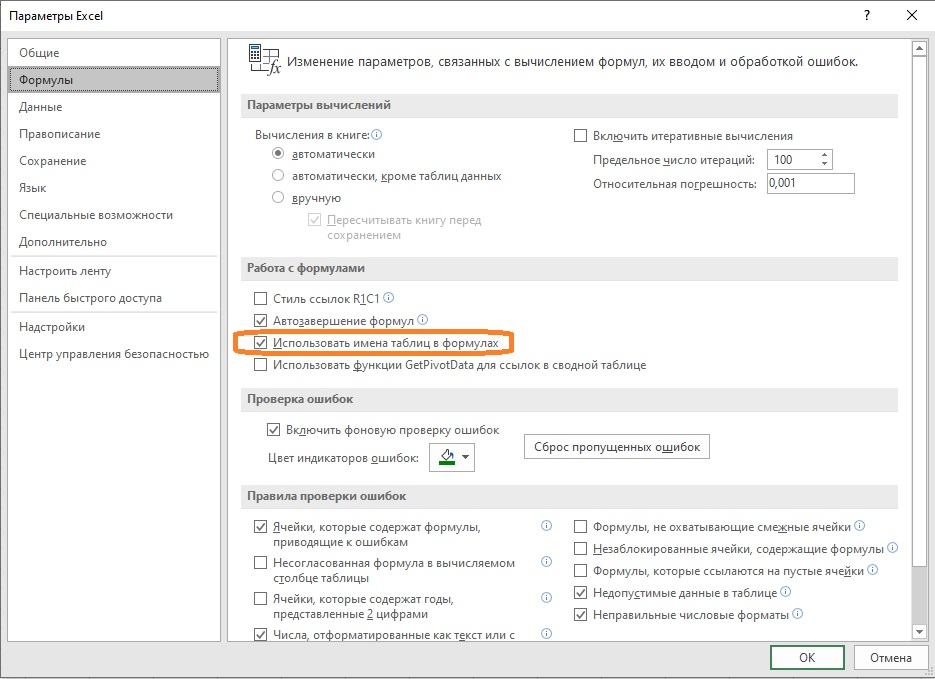 Параметры Excel
?
Общие
Формулы
Данные
Правописание
Сохранение
Язык
Специальные возможности
Дополнительно
Настроить ленту
Панель быстрого доступа
Надстройки
Центр управления безопасностью
Изменение параметров, связанных с вычислением формул, их вводом и обработкой ошибок.
Параметры вычислений
Вычисления в книге:
автоматически
автоматически, кроме таблиц данных
вручную
Пересчитывать книгу перед
сохранением
Включить итеративные вычисления
Предельное число итераций: 100
Относительная погрешность: 0,001
Работа с формулами
Стиль ссылок R1C1
Автозавершение формул
Использовать имена таблиц в формулах
Использовать функции GetPivotData для ссылок в сводной таблице
Проверка ошибок
Включить фоновую проверку ошибок
Цвет индикаторов ошибок:
Сброс пропущенных ошибок
Правила проверки ошибок
Ячейки, которые содержат формулы,
приводящие к ошибкам
Несогласованная формула в вычисляемом
столбце таблицы
Ячейки, которые содержат годы,
представленные 2 цифрами
Числа, отформатированные как текст или с
Формулы, не охватывающие смежные ячейки
Незаблокированные ячейки, содержащие формулы
Формулы, которые ссылаются на пустые ячейки
Недопустимые данные в таблице
Неправильные числовые форматы
ОК
Отмена